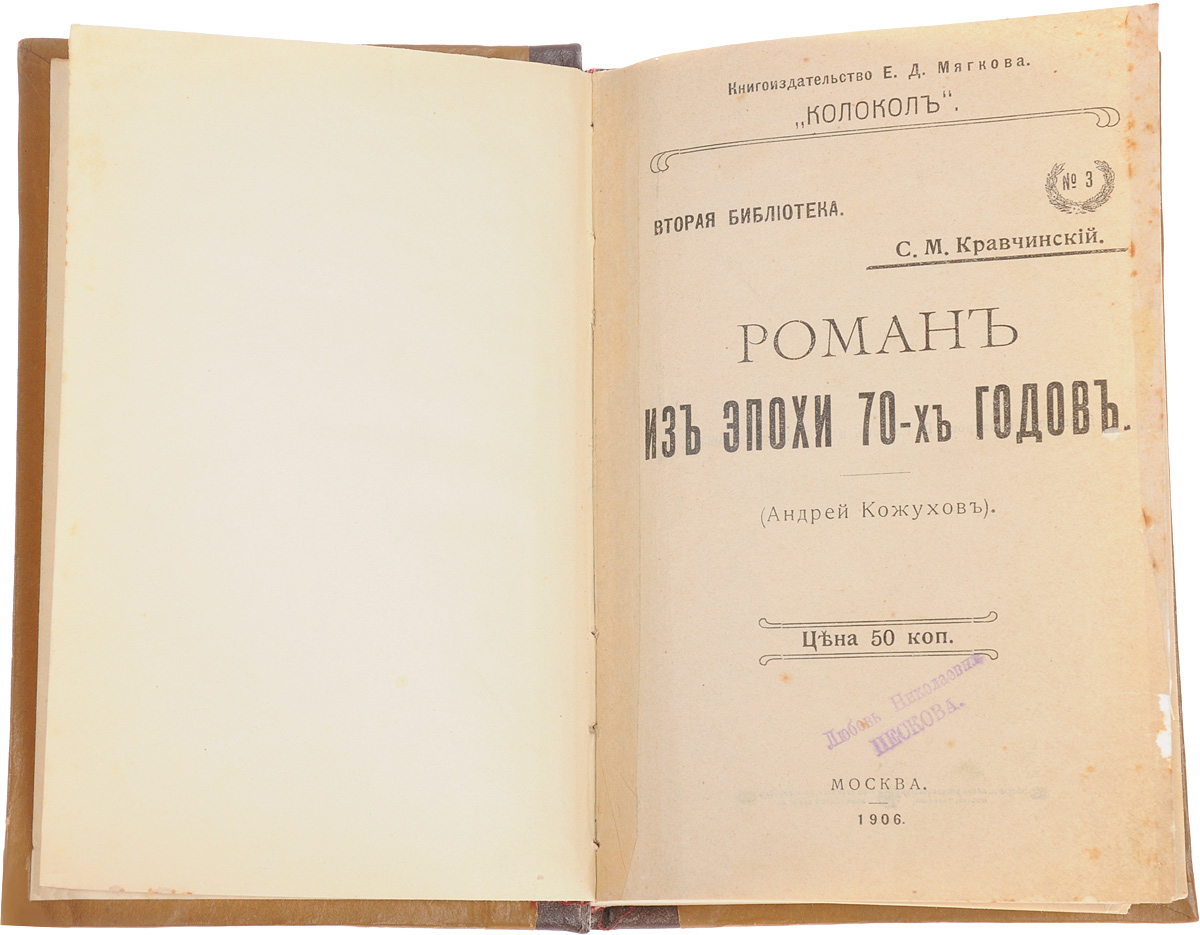 Книгоиздательство Е. Д. Мягкова.
„КОЛОКОЛЪ“.
№ 3
ВТОРАЯ БИБЛІОТЕКА.
С. М. Кравчинскій.
РОМАНЪ
ИЗЪ ЭПОХИ 70-хъ ГОДОВЪ.
(Андрей Кожуховъ).
Цѣна 50 коп.
Любовь Николаевна
ПЕСКОВА.
МОСКВА.
1906.